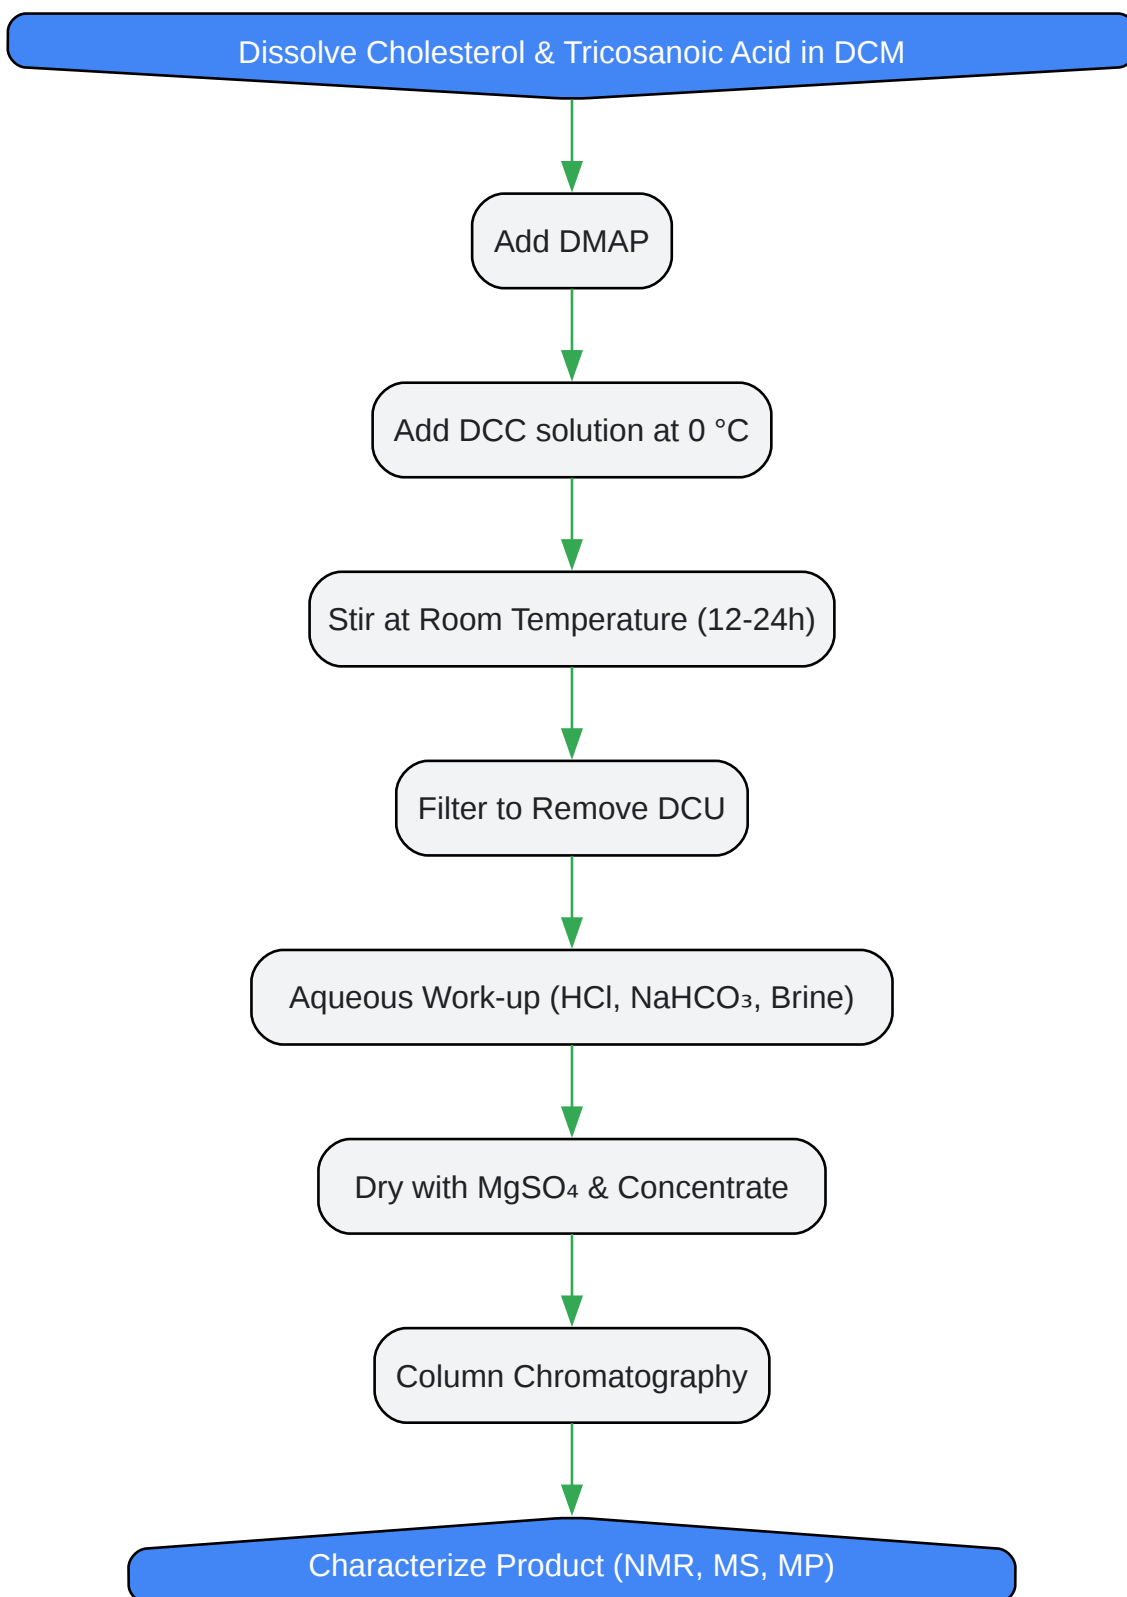 Dissolve Cholesterol & Tricosanoic Acid in DCM
Add DMAP
Add DCC solution at 0 °C
Stir at Room Temperature (12-24h)
Filter to Remove DCU
Aqueous Work-up (HCl, NaHCO₃, Brine)
Dry with MgSO₄ & Concentrate
Column Chromatography
Characterize Product (NMR, MS, MP)